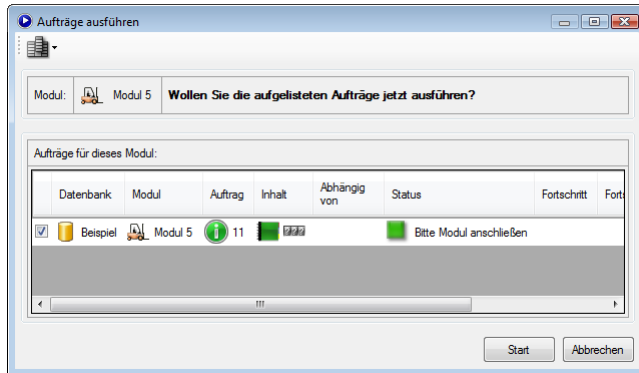 Aufträge ausführen
Modul: Modul 5 Wollen Sie die aufgelisteten Aufträge jetzt ausführen?
Aufträge für dieses Modul:
Datenbank Modul Auftrag Inhalt Abhängig von Status Fortschritt Forts
Beispiel Modul 5 11 Bitte Modul anschließen
Start Abbrechen